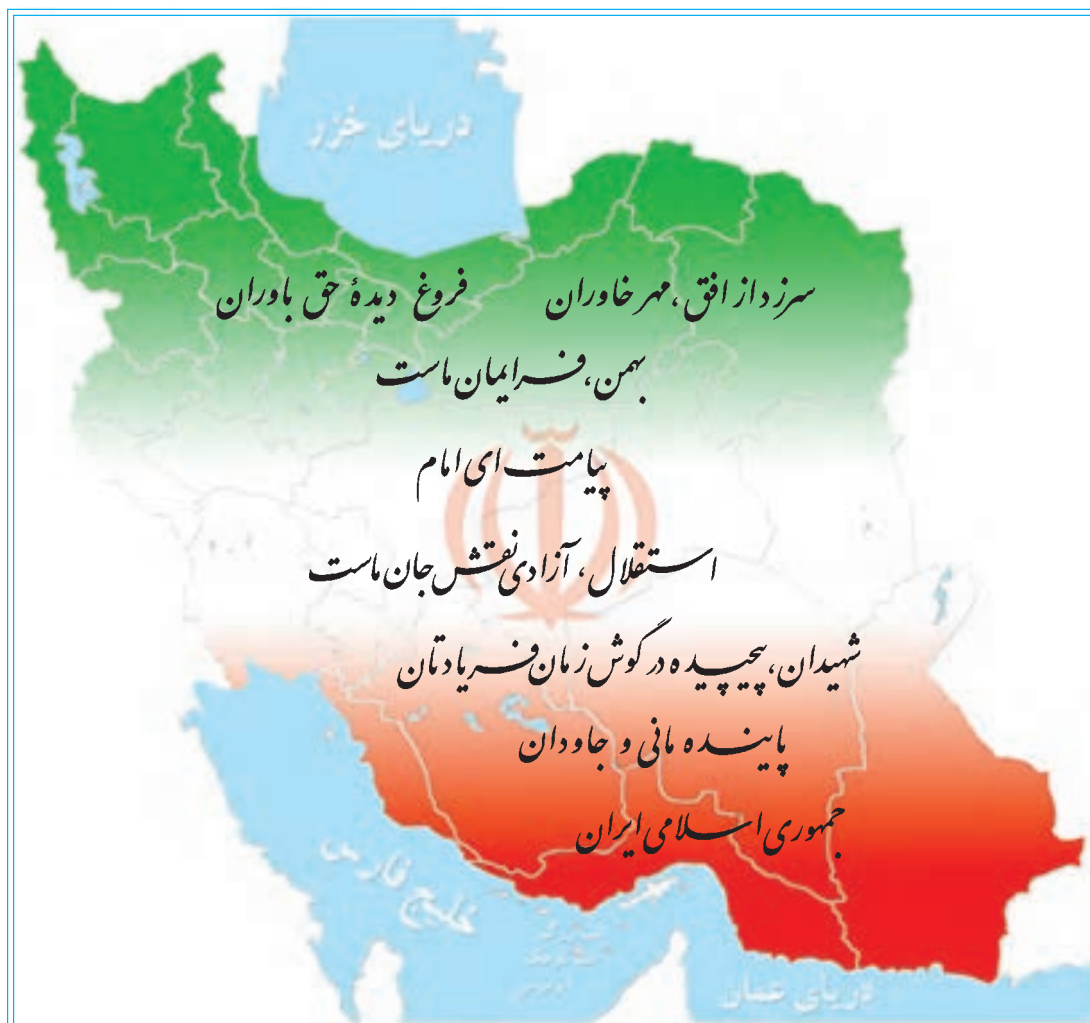 دریای خزر
سرزد از افق، مهر خاوران فروغ دیدهٔ حق باوران
بهمن، فر ایمان ماست
پیامت ای امام
استقلال، آزادی نقش جان ماست
شهیدان، پیچیده در گوش زمان فریادتان
پاینده مانی و جاودان
جمهوری اسلامی ایران
خلیج فارس
دریای عمان